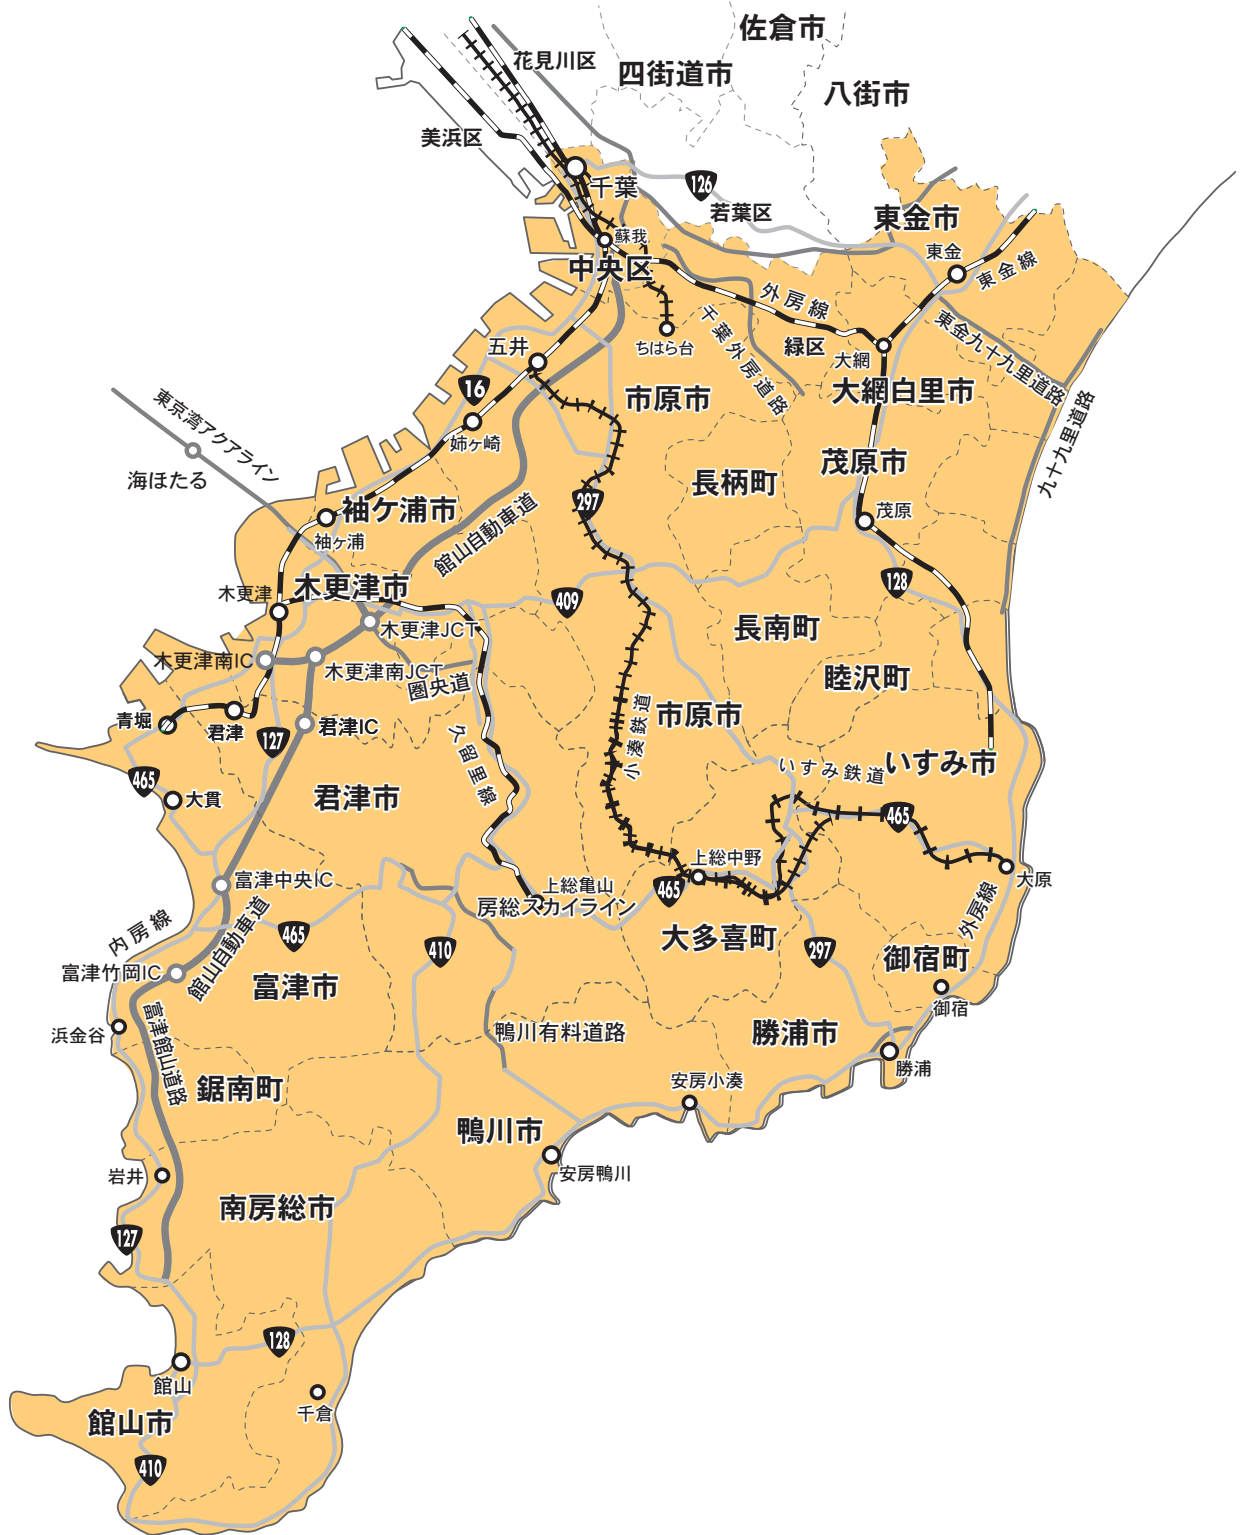 佐倉市
花見川区
四街道市
八街市
美浜区
126
千葉
若葉区
東金市
蘇我
東金
中央区
東金線
外房線
千葉外房道路
ちはら台
緑区
大網
東金九十九里道路
五井
16
市原市
大網白里市
九十九里道路
東京湾アクアライン
姉ヶ崎
海ほたる
茂原市
長柄町
297
袖ケ浦市
茂原
袖ヶ浦
館山自動車道
木更津市
木更津
128
409
木更津JCT
長南町
木更津南IC
木更津南JCT
圏央道
睦沢町
青堀
君津
君津IC
127
市原市
小湊鉄道
久留里線
いすみ鉄道
いすみ市
465
大貫
君津市
465
上総中野
富津中央IC
上総亀山
465
大原
房総スカイライン
外房線
内房線
465
410
大多喜町
297
御宿町
富津竹岡IC
館山自動車道
富津市
御宿
浜金谷
富津館山道路
鴨川有料道路
勝浦市
勝浦
鋸南町
安房小湊
鴨川市
岩井
安房鴨川
南房総市
127
128
館山
千倉
館山市
410